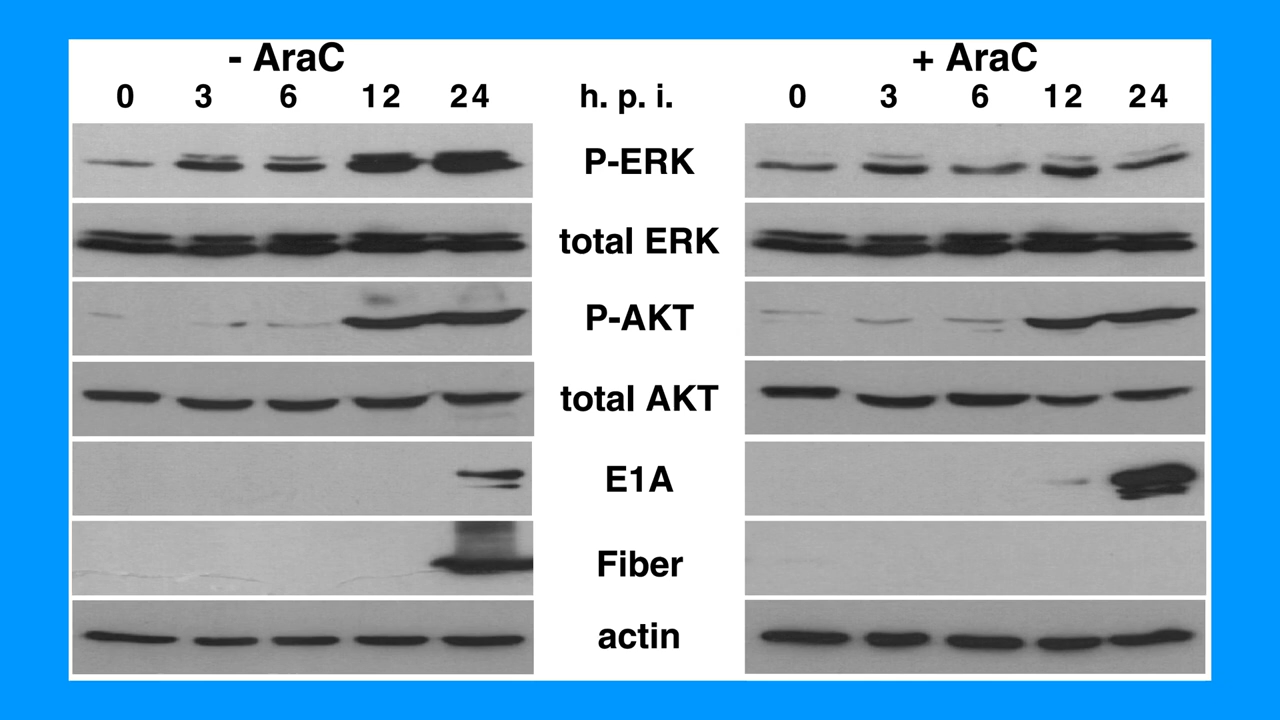 - AraC
+ AraC
0 3 6 12 24 h. p. i. 0 3 6 12 24
P-ERK
total ERK
P-AKT
total AKT
E1A
Fiber
actin